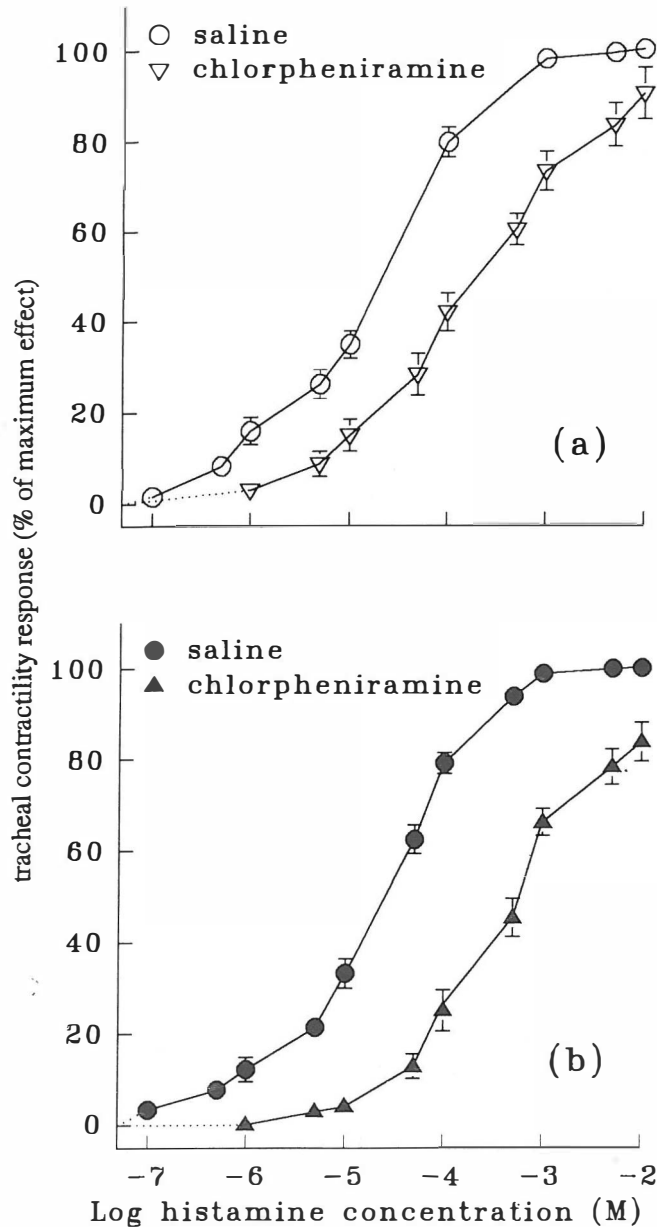 tracheal contractility response (% of maximum effect)
saline
chlorpheniramine
100
80
60
40
20
0
(a)
saline
chlorpheniramine
100
80
60
40
20
0
(b)
-7 -6 -5 -4 -3 -2
Log histamine concentration (M)